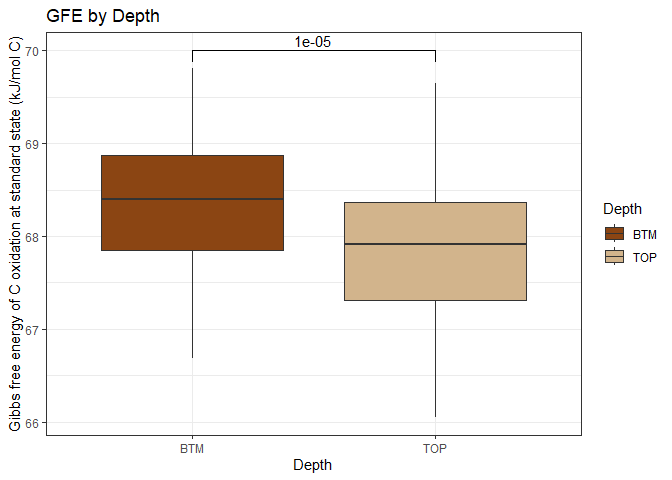 GFE by Depth
Gibbs free energy of C oxidation at standard state (kJ/mol C)
70
69
68
67
66
1e-05
BTM
TOP
Depth
Depth
BTM
TOP